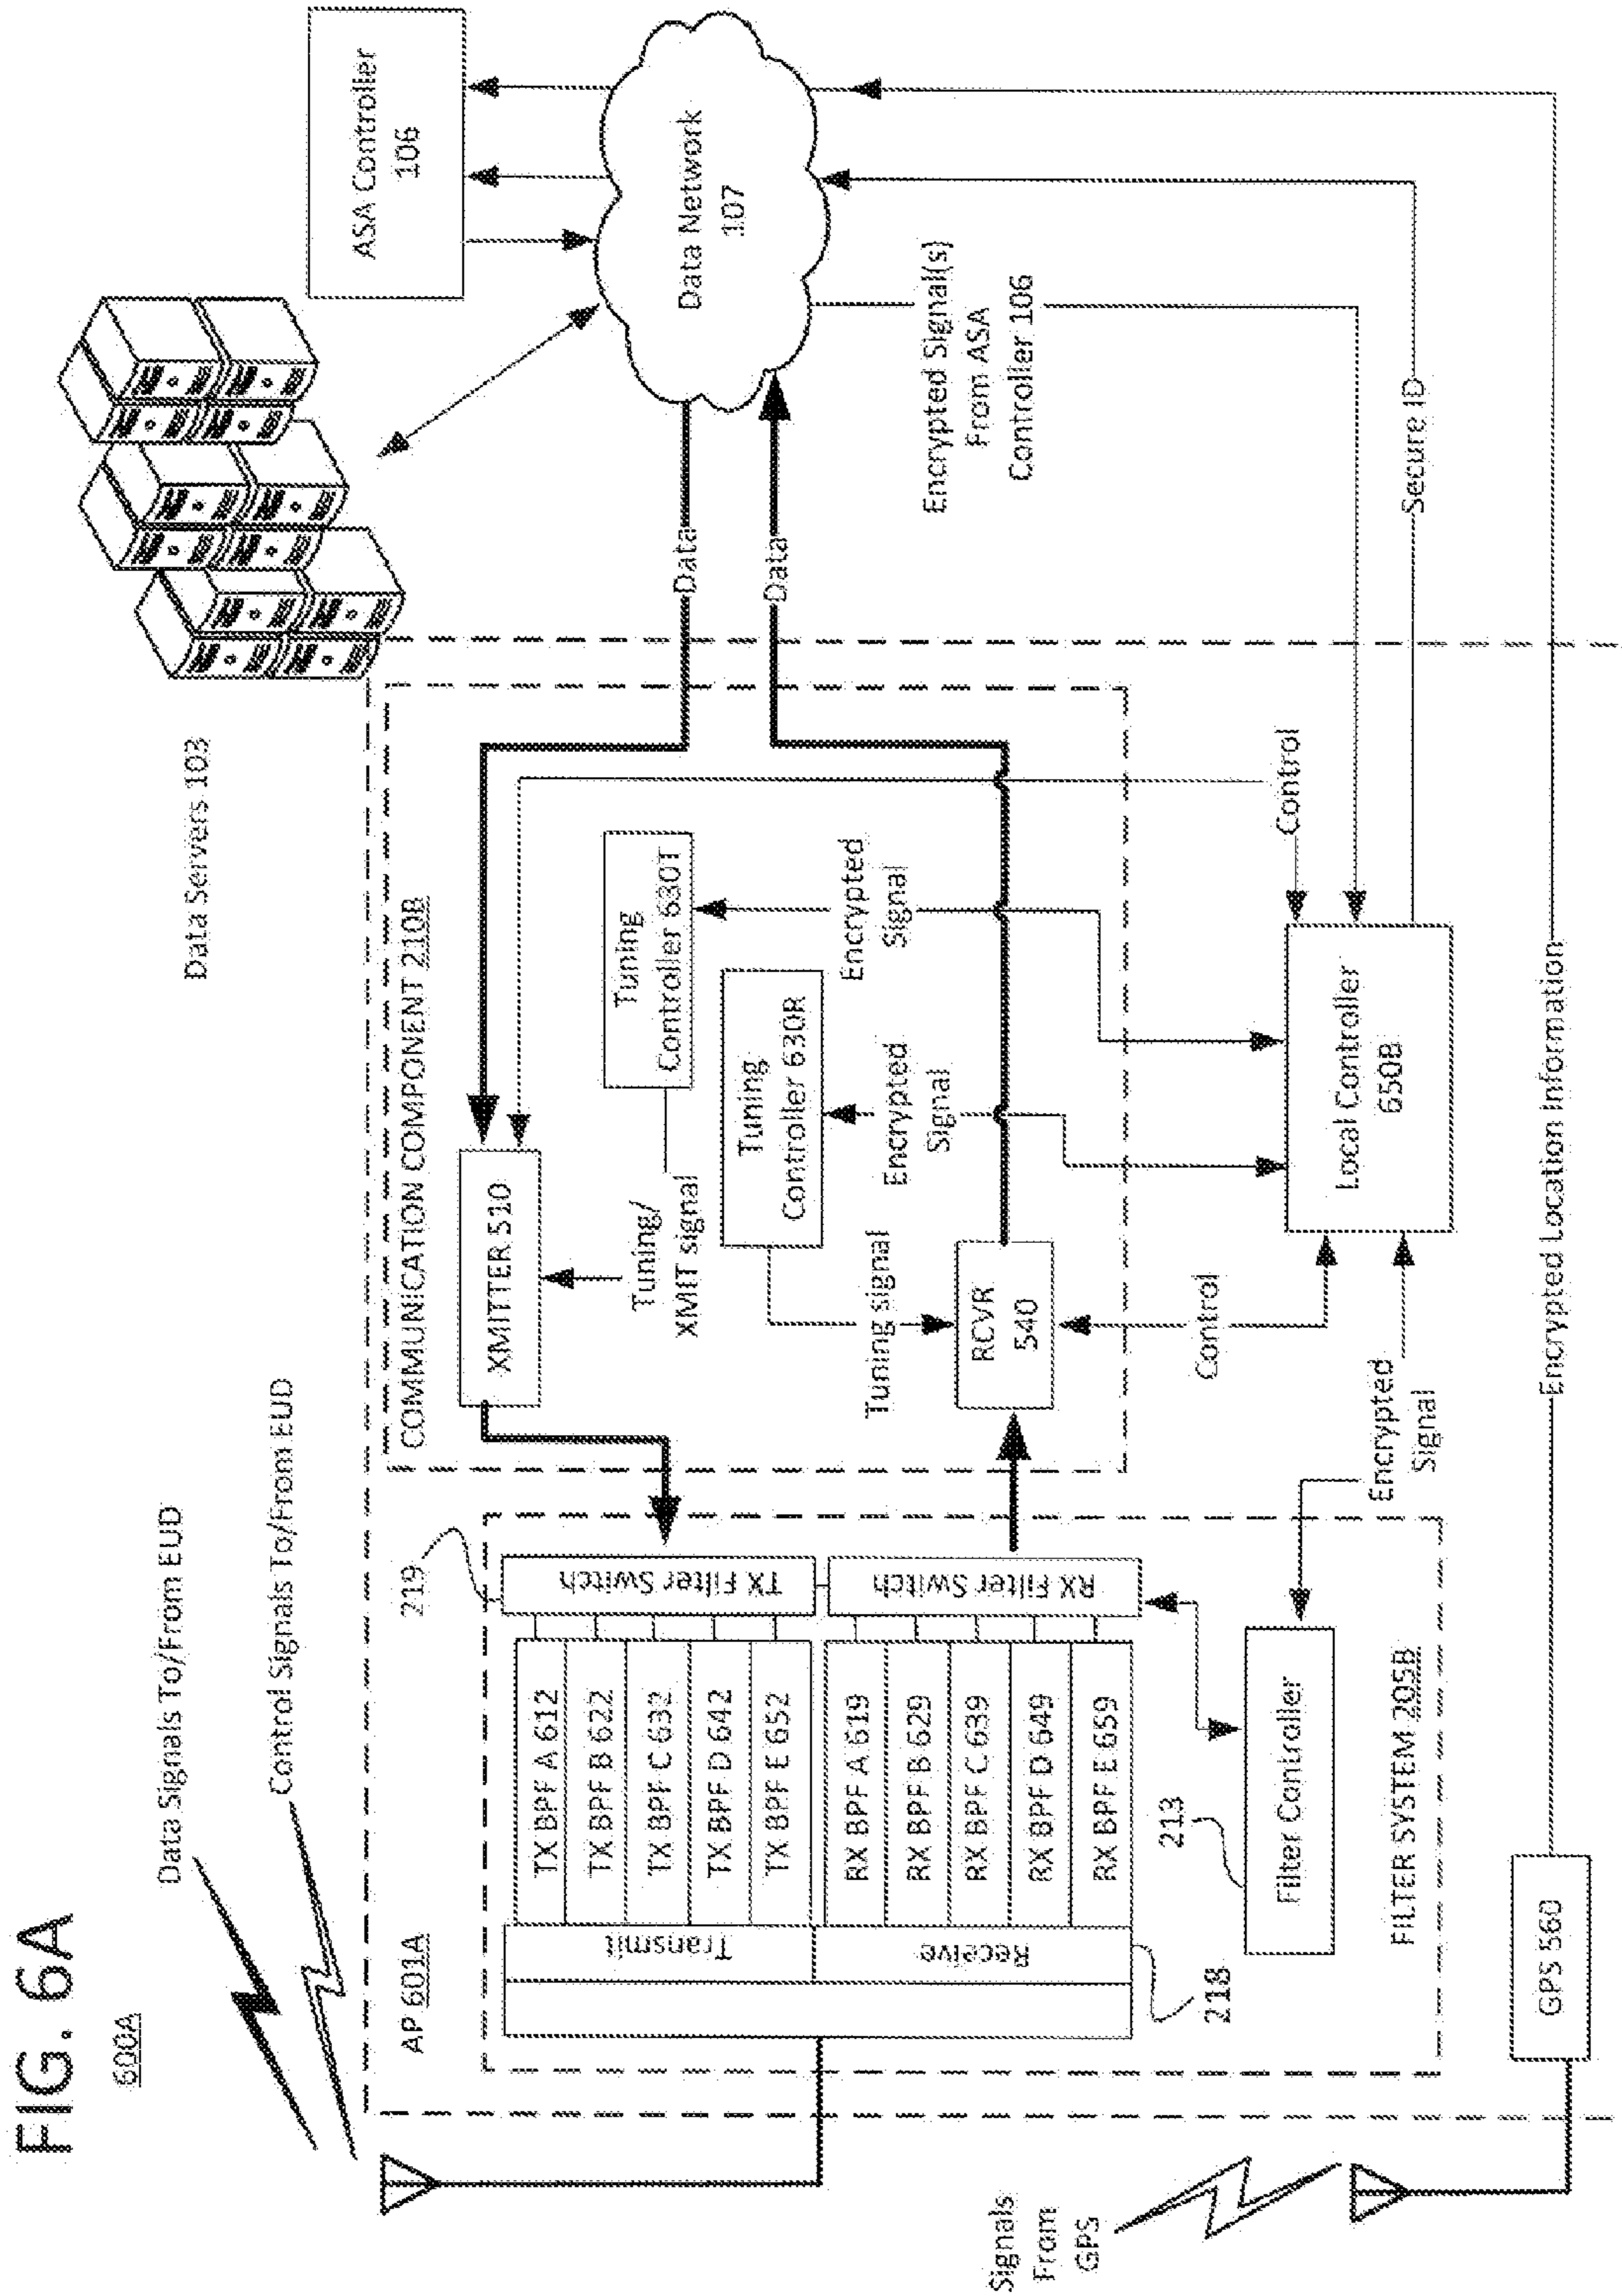 FIG. 6A
600A
Data Signals To/From EUD
Control Signals To/From EUD
Data Servers 103
ASA Controller
106
Data Network
107
AP 601A
COMMUNICATION COMPONENT 210B
219
XMITTER 510
Data
Data
Tuning
Controller 630T
Tuning/
XMIT signal
Tuning
Controller 630R
Tuning signal
Encrypted
Signal
Encrypted
Signal
RCVR
540
Transmit
Receive
TX BPF A 612
TX BPF B 622
TX BPF C 632
TX BPF D 642
TX BPF E 652
RX BPF A 619
RX BPF B 629
RX BPF C 639
RX BPF D 649
RX BPF E 659
TX Filter Switch
RX Filter Switch
218
213
Filter Controller
FILTER SYSTEM 205B
Encrypted
Signal
Control
Control
Local Controller
650B
Encrypted Signal(s)
From ASA
Controller 106
Secure ID
Signals
From
GPS
GPS 560
Encrypted Location Information